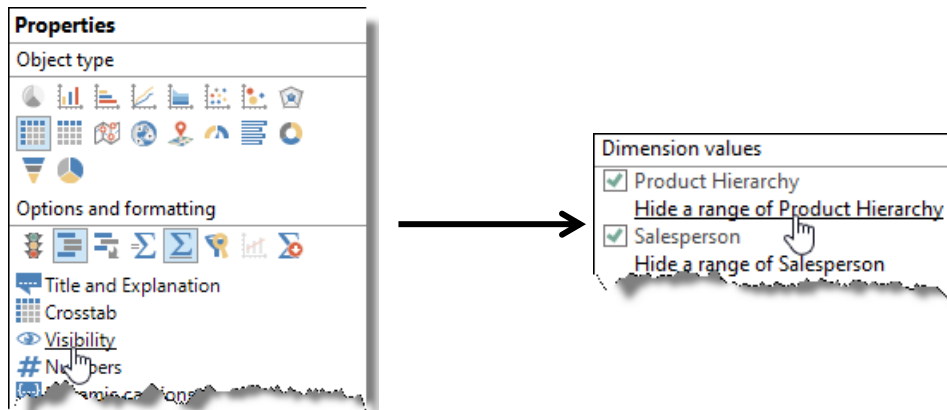 Properties
Object type
Options and formatting
Title and Explanation
Crosstab
Visibility
Numbers
Dimension values
Product Hierarchy
Hide a range of Product Hierarchy
Salesperson
Hide a range of Salesperson